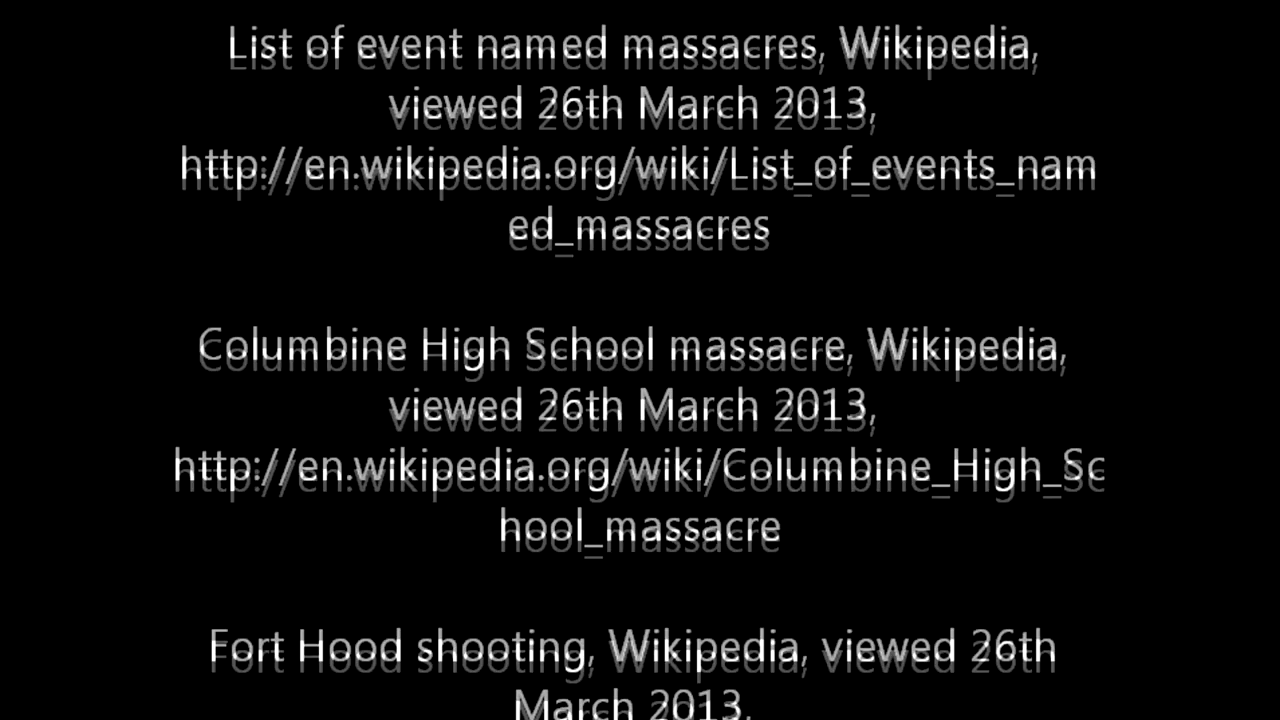 List of event named massacres, Wikipedia,
viewed 26th March 2013,
http://en.wikipedia.org/wiki/List_of_events_nam
ed_massacres
Columbine High School massacre, Wikipedia,
viewed 26th March 2013,
http://en.wikipedia.org/wiki/Columbine_High_Sc
hool_massacre
Fort Hood shooting, Wikipedia, viewed 26th
March 2013,